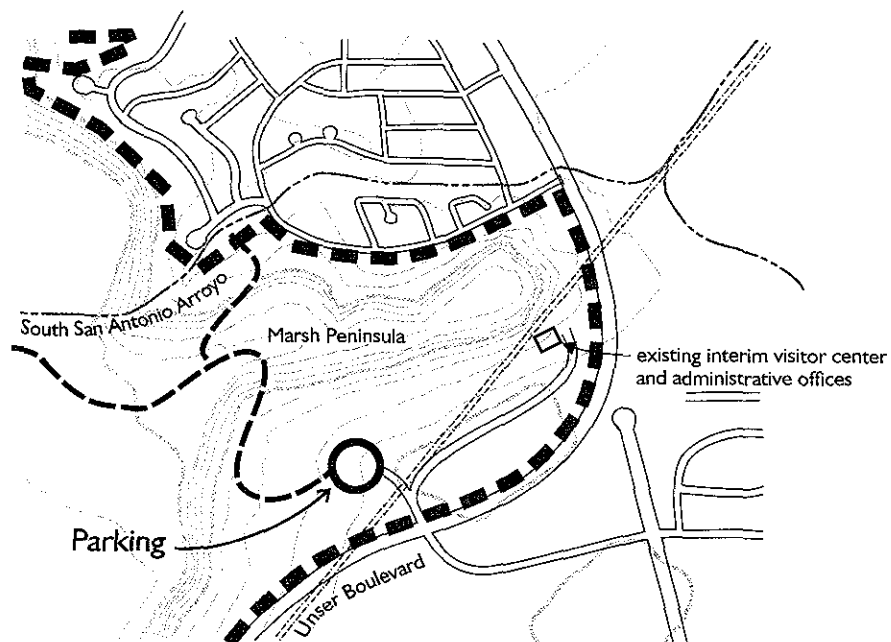 South San Antonio Arroyo
Marsh Peninsula
existing interim visitor center
and administrative offices
Parking
Unser Boulevard